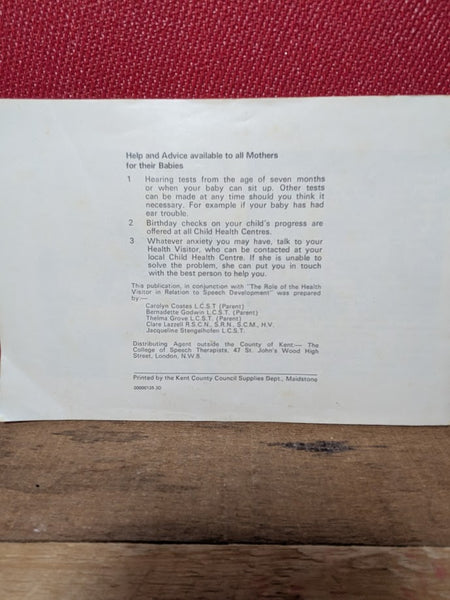 Help and Advice available to all Mothers
for their Babies
1 Hearing tests from the age of seven months
or when your baby can sit up. Other tests
can be made at any time should you think it
necessary. For example if your baby has had
ear trouble.
2 Birthday checks on your child's progress are
offered at all Child Health Centres.
3 Whatever anxiety you may have, talk to your
Health Visitor, who can be contacted at your
local Child Health Centre. If she is unable to
solve the problem, she can put you in touch
with the best person to help you.
This publication, in conjunction with "The Role of the Health
Visitor in Relation to Speech Development" was prepared
by—
Carolyn Coates L.C.S.T (Parent)
Bernadette Godwin L.C.S.T. (Parent)
Thelma Grove L.C.S.T. (Parent)
Clare Lazzell R.S.C.N., S.R.N., S.C.M., H.V.
Jacqueline Stengelhofen L.C.S.T.
Distributing Agent outside the County of Kent.— The
College of Speech Therapists, 47 St. John's Wood High
Street, London, N.W.8.
Printed by the Kent County Council Supplies Dept., Maidstone